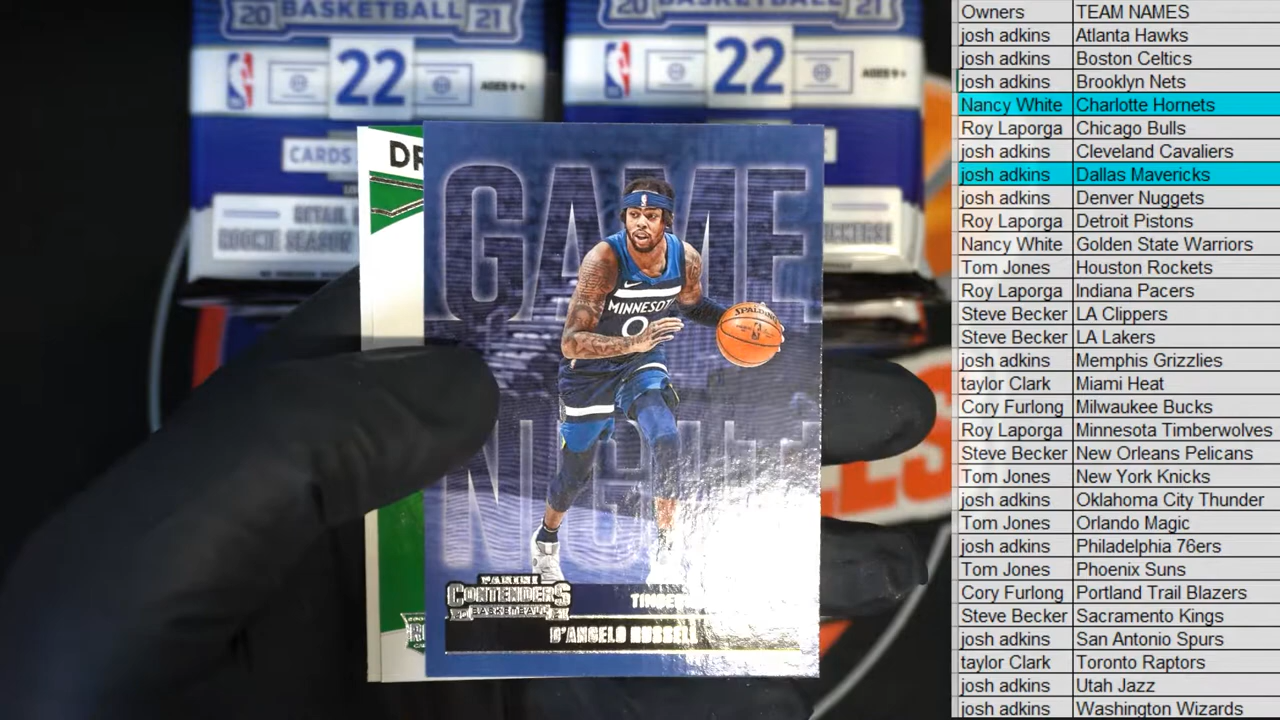 20 BASKETBALL 21
22
CARDS
AGES 9+
20 BASKETBALL 21
22
AGES 9+
DR
GAME
NIGHT
MINNESOTA
0
SPALDING
PANINI
CONTENDERS
BASKETBALL
D'ANGELO RUSSELL
Owners TEAM NAMES
josh adkins Atlanta Hawks
josh adkins Boston Celtics
josh adkins Brooklyn Nets
Nancy White Charlotte Hornets
Roy Laporga Chicago Bulls
josh adkins Cleveland Cavaliers
josh adkins Dallas Mavericks
josh adkins Denver Nuggets
Roy Laporga Detroit Pistons
Nancy White Golden State Warriors
Tom Jones Houston Rockets
Roy Laporga Indiana Pacers
Steve Becker LA Clippers
Steve Becker LA Lakers
josh adkins Memphis Grizzlies
taylor Clark Miami Heat
Cory Furlong Milwaukee Bucks
Roy Laporga Minnesota Timberwolves
Steve Becker New Orleans Pelicans
Tom Jones New York Knicks
josh adkins Oklahoma City Thunder
Tom Jones Orlando Magic
josh adkins Philadelphia 76ers
Tom Jones Phoenix Suns
Cory Furlong Portland Trail Blazers
Steve Becker Sacramento Kings
josh adkins San Antonio Spurs
taylor Clark Toronto Raptors
josh adkins Utah Jazz
josh adkins Washington Wizards